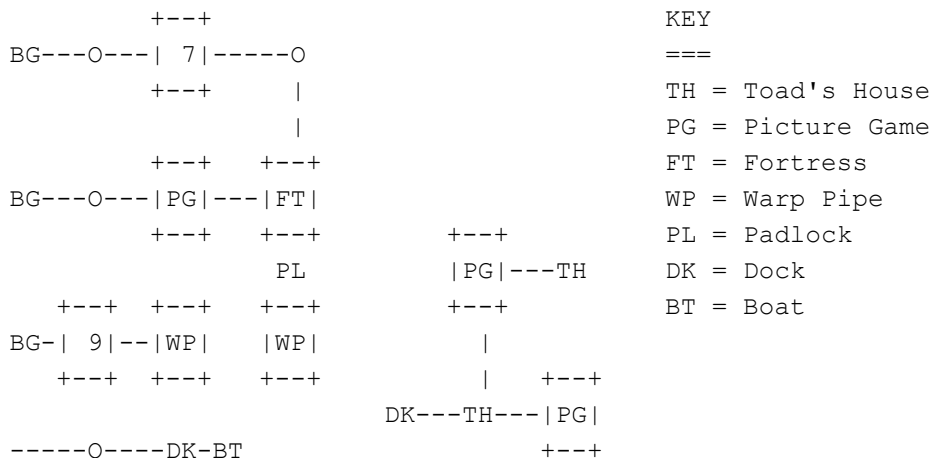 +--+                              KEY
BG---O---| 7|-----O                        ===
         +--+     |                        TH = Toad's House
                  |                        PG = Picture Game
         +--+   +--+                       FT = Fortress
BG---O---|PG|---|FT|                       WP = Warp Pipe
         +--+   +--+        +--+           PL = Padlock
                 PL         |PG|---TH      DK = Dock
   +--+  +--+   +--+        +--+           BT = Boat
BG-| 9|--|WP|   |WP|          |
   +--+  +--+   +--+          |   +--+
                        DK---TH---|PG|
-----O----DK-BT                   +--+